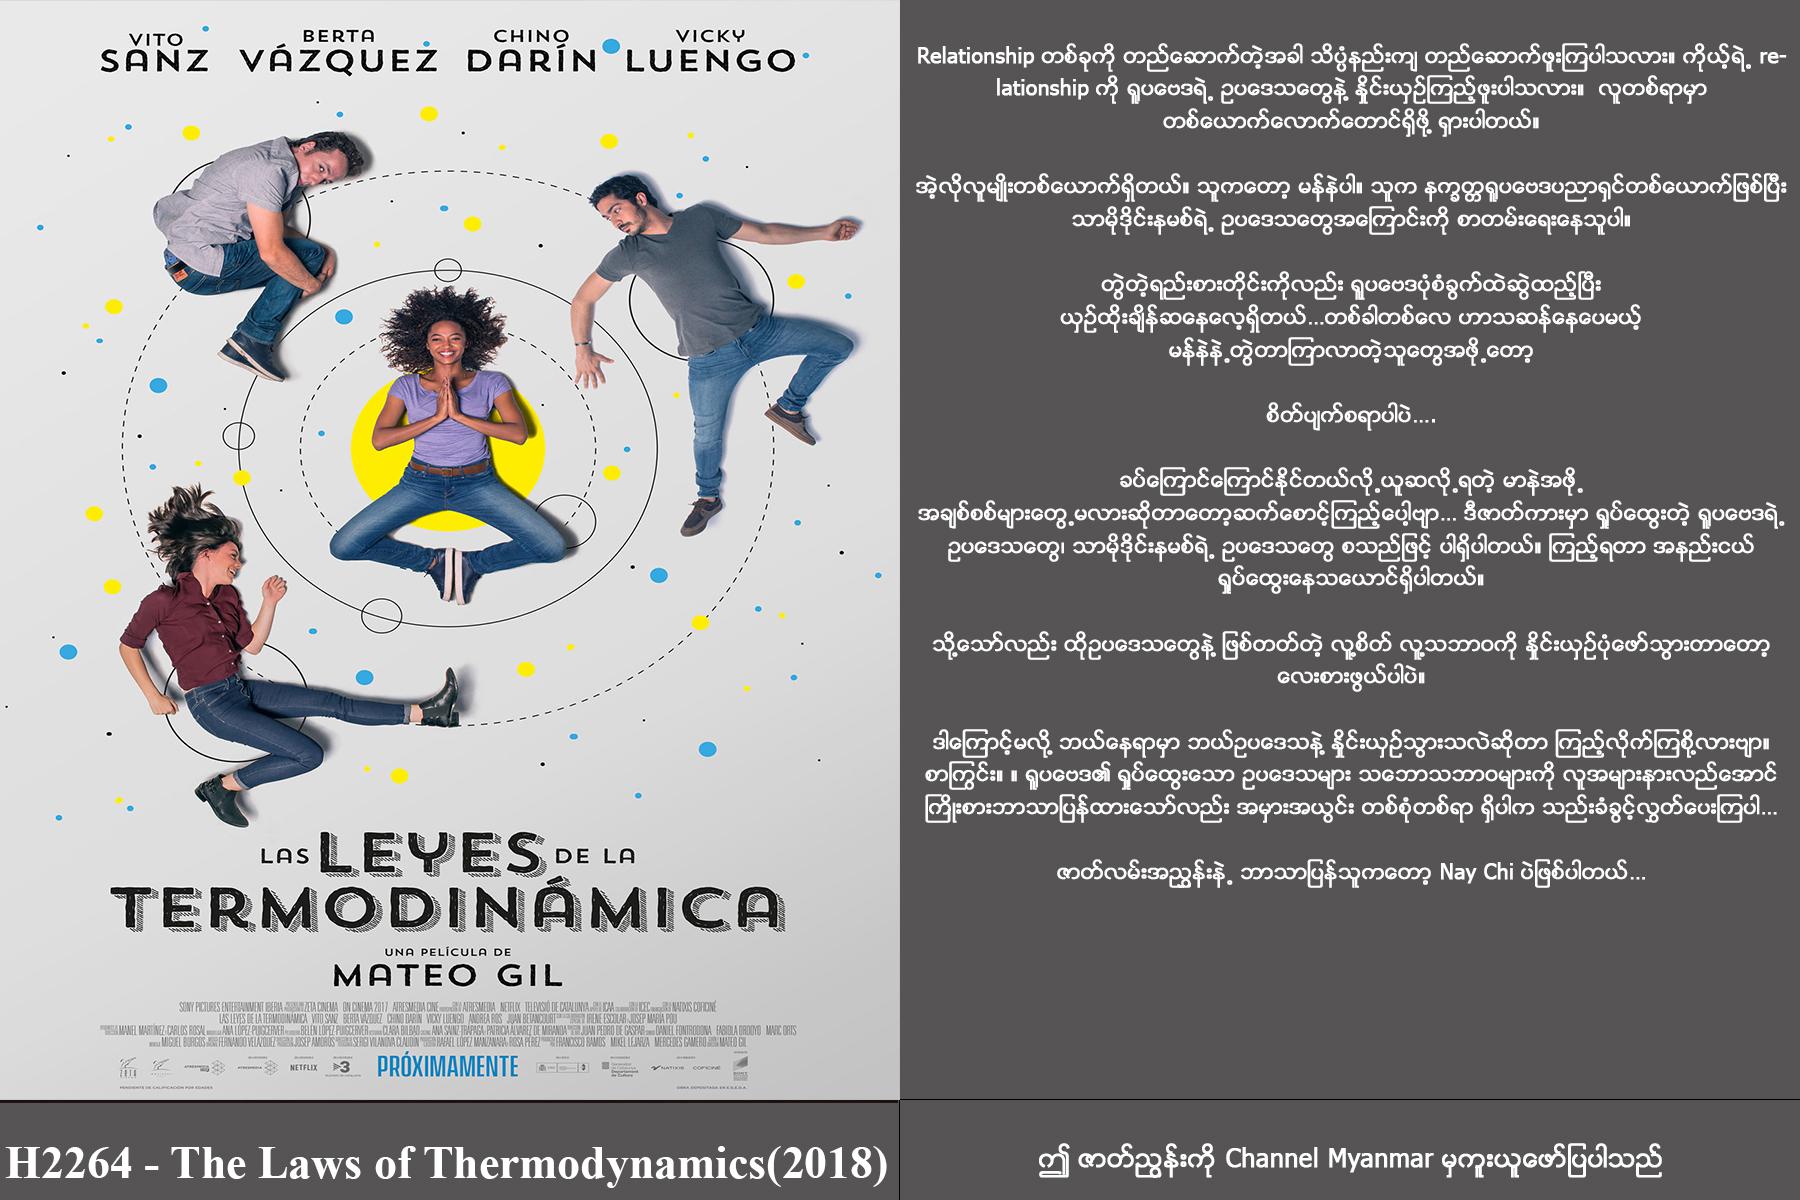 VITO SANZ BERTA VÁZQUEZ CHINO DARÍN VICKY LUENGO
LAS LEYES DE LA
TERMODINÁMICA
UNA PELÍCULA DE
MATEO GIL
PRÓXIMAMENTE
NETFLIX
PENDIENTE DE CALIFICACIÓN POR EDADES
H2264 - The Laws of Thermodynamics(2018)
Relationship တစ်ခုကို တည်ဆောက်တဲ့အခါ သိပ္ပံနည်းကျ တည်ဆောက်ဖူးကြပါသလား။ ကိုယ့်ရဲ့ re-
lationship ကို ရူပဗေဒရဲ့ ဥပဒေသတွေနဲ့ နှိုင်းယှဉ်ကြည့်ဖူးပါသလား။ လူတစ်ရာမှာ
တစ်ယောက်လောက်တောင်ရှိဖို့ ရှားပါတယ်။
အဲ့လိုလူမျိုးတစ်ယောက်ရှိတယ်။ သူကတော့ မန်နဲပါ။ သူက နက္ခတ္တရူပဗေဒပညာရှင်တစ်ယောက်ဖြစ်ပြီး
သာမိုဒိုင်းနမစ်ရဲ့ ဥပဒေသတွေအကြောင်းကို စာတမ်းရေးနေသူပါ။
တွဲတဲ့ရည်းစားတိုင်းကိုလည်း ရူပဗေဒပုံစံခွက်ထဲဆွဲထည့်ပြီး
ယှဉ်ထိုးချိန်ဆနေလေ့ရှိတယ်...တစ်ခါတစ်လေ ဟာသဆန်နေပေမယ့်
မန်နဲနဲ့တွဲတာကြာလာတဲ့သူတွေအဖို့တော့
စိတ်ပျက်စရာပါပဲ....
ခပ်ကြောင်ကြောင်နိုင်တယ်လို့ယူဆလို့ရတဲ့ မာနဲအဖို့
အချစ်စစ်များတွေ့မလားဆိုတာတော့ဆက်စောင့်ကြည့်ပေါ့ဗျာ... ဒီဇာတ်ကားမှာ ရှုပ်ထွေးတဲ့ ရူပဗေဒရဲ့
ဥပဒေသတွေ၊ သာမိုဒိုင်းနမစ်ရဲ့ ဥပဒေသတွေ စသည်ဖြင့် ပါရှိပါတယ်။ ကြည့်ရတာ အနည်းငယ်
ရှုပ်ထွေးနေသယောင်ရှိပါတယ်။
သို့သော်လည်း ထိုဥပဒေသတွေနဲ့ ဖြစ်တတ်တဲ့ လူ့စိတ် လူ့သဘာဝကို နှိုင်းယှဉ်ပုံဖော်သွားတာတော့
လေးစားဖွယ်ပါပဲ။
ဒါကြောင့်မလို့ ဘယ်နေရာမှာ ဘယ်ဥပဒေသနဲ့ နှိုင်းယှဉ်သွားသလဲဆိုတာ ကြည့်လိုက်ကြစို့လားဗျာ။
စာကြွင်း။ ။ ရူပဗေဒ၏ ရှုပ်ထွေးသော ဥပဒေသများ သဘောသဘာဝများကို လူအများနားလည်အောင်
ကြိုးစားဘာသာပြန်ထားသော်လည်း အမှားအယွင်း တစ်စုံတစ်ရာ ရှိပါက သည်းခံခွင့်လွှတ်ပေးကြပါ...
ဇာတ်လမ်းအညွှန်းနဲ့ ဘာသာပြန်သူကတော့ Nay Chi ပဲဖြစ်ပါတယ်...
ဤ ဇာတ်ညွှန်းကို Channel Myanmar မှကူးယူဖော်ပြပါသည်